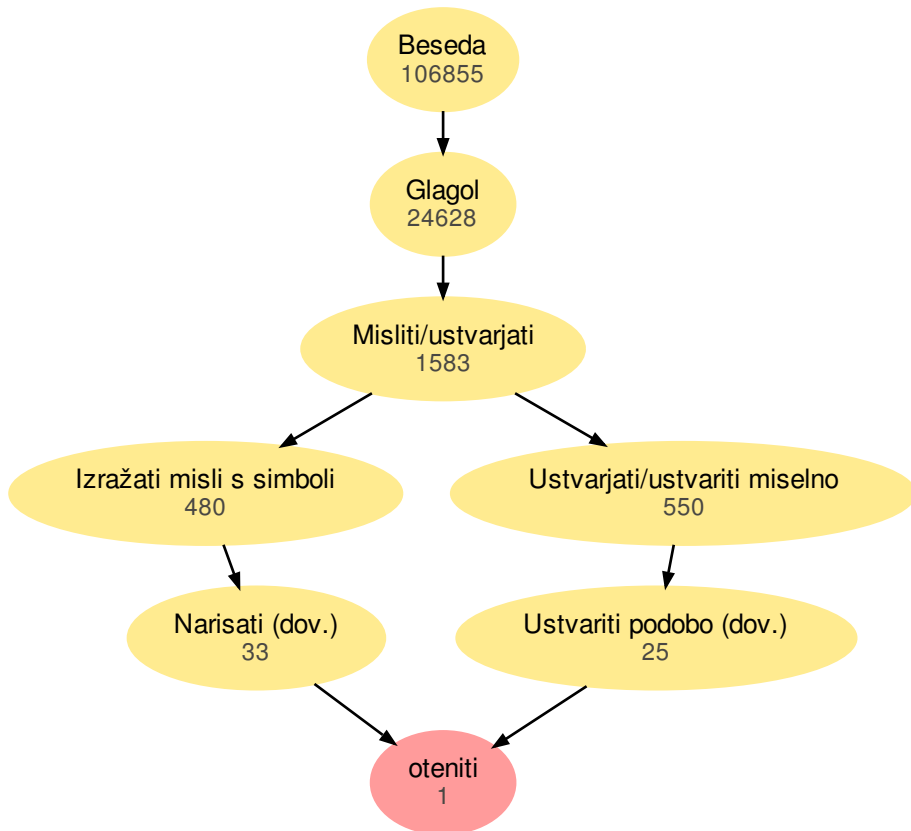 Beseda
106855
Glagol
24628
Misliti/ustvarjati
1583
Izražati misli s simboli
480
Ustvarjati/ustvariti miselno
550
Narisati (dov.)
33
Ustvariti podobo (dov.)
25
oteniti
1